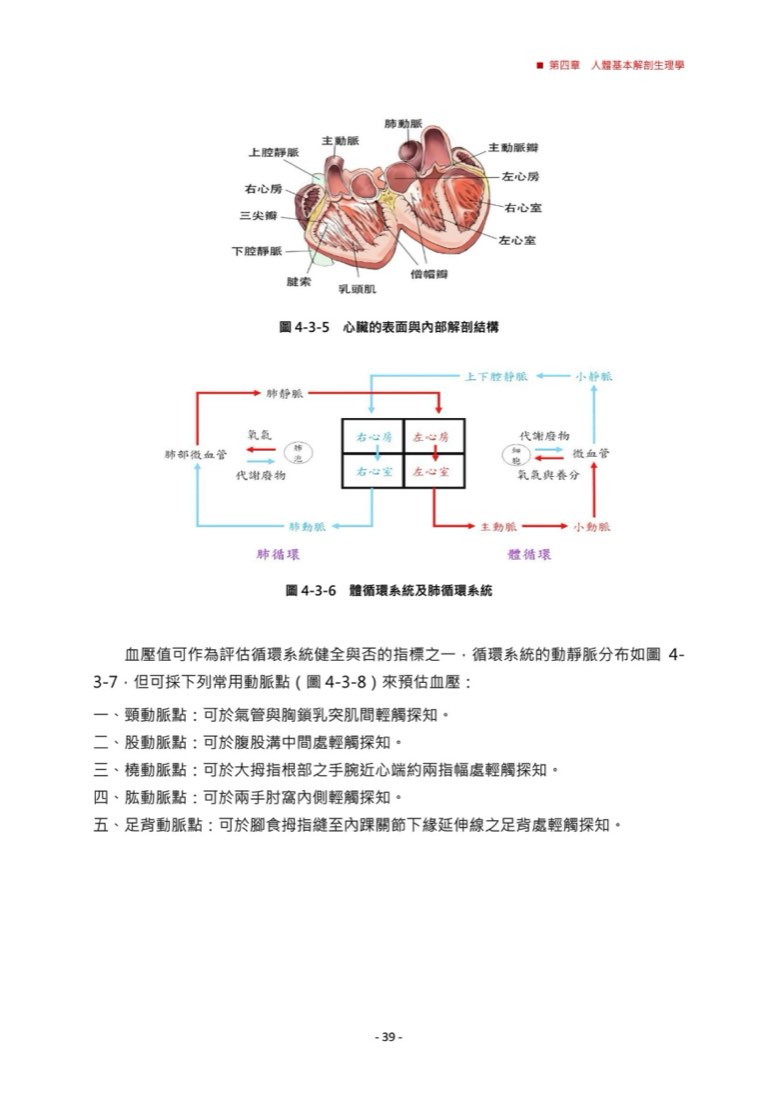 ■ 第四章 人體基本解剖生理學
肺動脈
主動脈
上腔靜脈
主動脈瓣
右心房
左心房
三尖瓣
右心室
下腔靜脈
左心室
腱索
乳頭肌
僧帽瓣
圖 4-3-5 心臟的表面與內部解剖結構
上下腔靜脈
小靜脈
肺靜脈
氧氣
肺部微血管
肺泡
代謝廢物
右心房
左心房
右心室
左心室
代謝廢物
細胞
微血管
氧氣與養分
肺動脈
主動脈
小動脈
肺循環
體循環
圖 4-3-6 體循環系統及肺循環系統
血壓值可作為評估循環系統健全與否的指標之一，循環系統的動靜脈分布如圖 4-
3-7，但可採下列常用動脈點（圖 4-3-8）來預估血壓：
一、頸動脈點：可於氣管與胸鎖乳突肌間輕觸探知。
二、股動脈點：可於腹股溝中間處輕觸探知。
三、橈動脈點：可於大拇指根部之手腕近心端約兩指幅處輕觸探知。
四、肱動脈點：可於兩手肘窩內側輕觸探知。
五、足背動脈點：可於腳食拇指縫至內踝關節下緣延伸線之足背處輕觸探知。
- 39 -